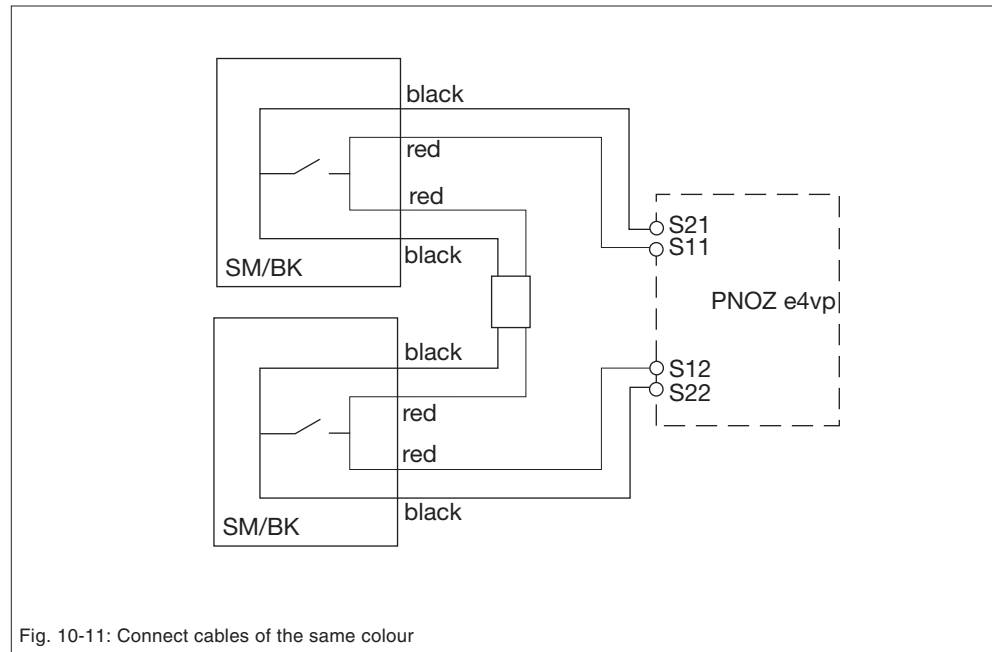 black
red
red
black
SM/BK
S21
S11
PNOZ e4vp
black
red
red
black
SM/BK
S12
S22
Fig. 10-11: Connect cables of the same colour